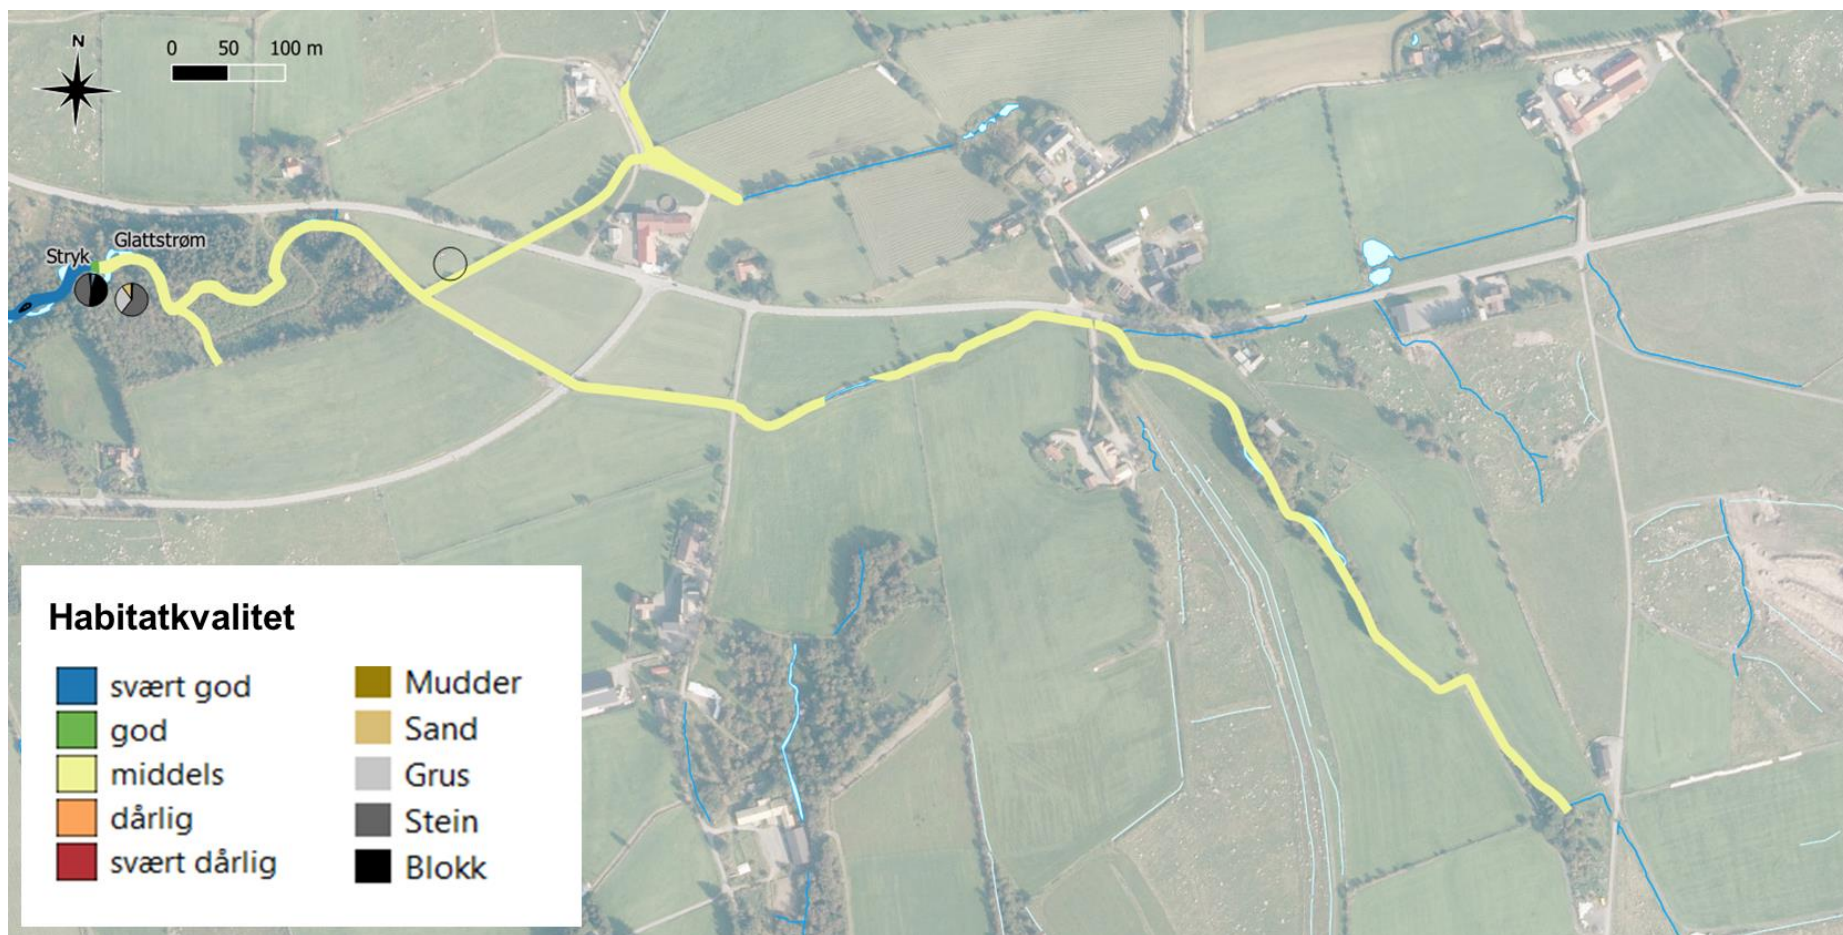 N
0 50 100 m
Glattstrøm
Stryk
Habitatkvalitet
svært god
god
middels
dårlig
svært dårlig
Mudder
Sand
Grus
Stein
Blokk